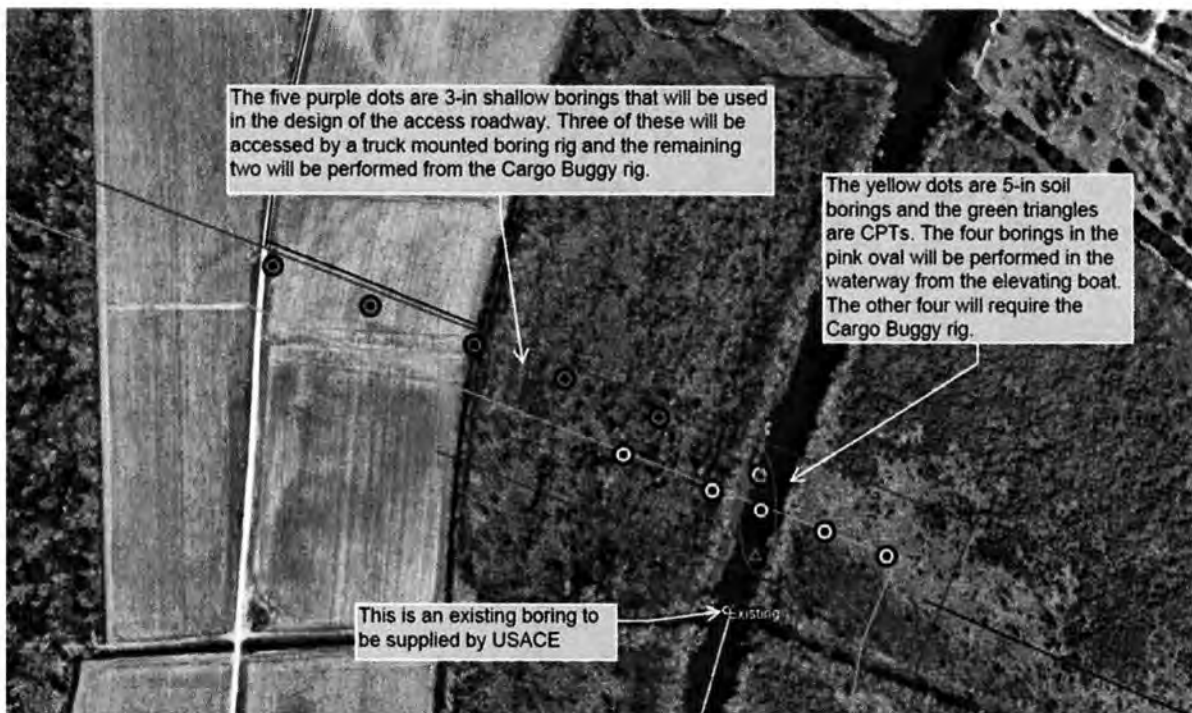 The five purple dots are 3-in shallow borings that will be used
in the design of the access roadway. Three of these will be
accessed by a truck mounted boring rig and the remaining
two will be performed from the Cargo Buggy rig.
The yellow dots are 5-in soil
borings and the green triangles
are CPTs. The four borings in the
pink oval will be performed in the
waterway from the elevating boat.
The other four will require the
Cargo Buggy rig.
This is an existing boring to
be supplied by USACE
Existing